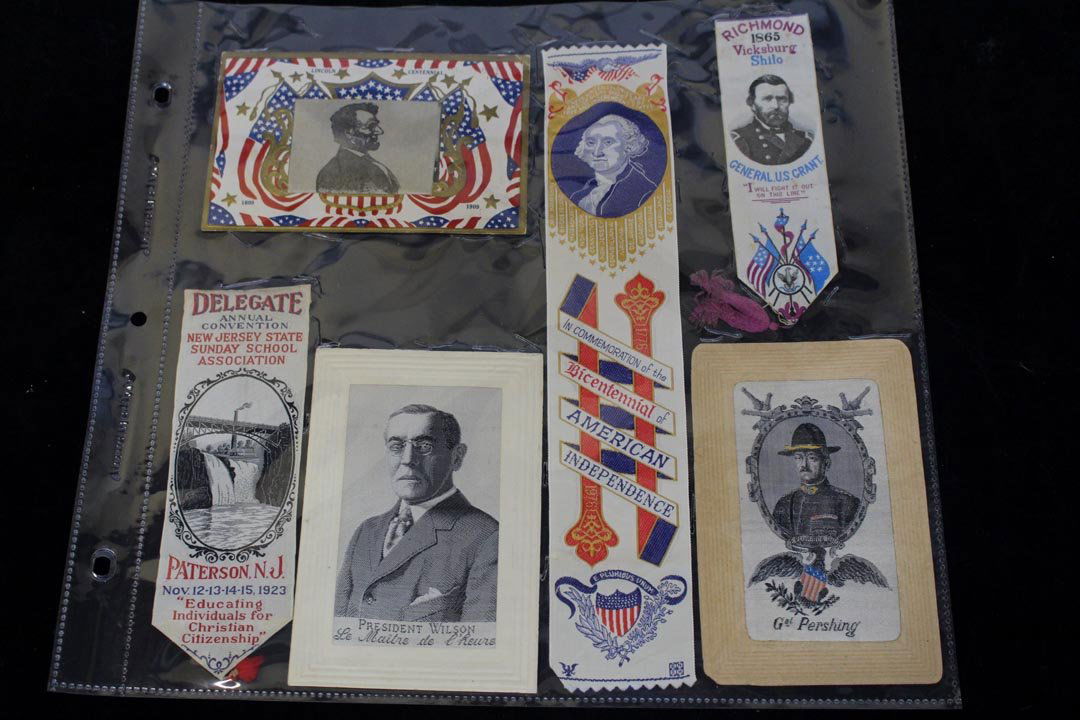 LINCOLN CENTENNIAL
1809 1909
RICHMOND
1865
Vicksburg
Shilo
GENERAL U.S. GRANT.
"I WILL FIGHT IT OUT
ON THIS LINE"
IN COMMEMORATION of the
Bicentennial of
AMERICAN
INDEPENDENCE
1776
1976
E PLURIBUS UNUM
DELEGATE
ANNUAL
CONVENTION
NEW JERSEY STATE
SUNDAY SCHOOL
ASSOCIATION
PATERSON, N.J.
NOV. 12-13-14-15, 1923
"Educating
Individuals for
Christian
Citizenship"
PRESIDENT WILSON
Le Maître de l'heure
Gal Pershing